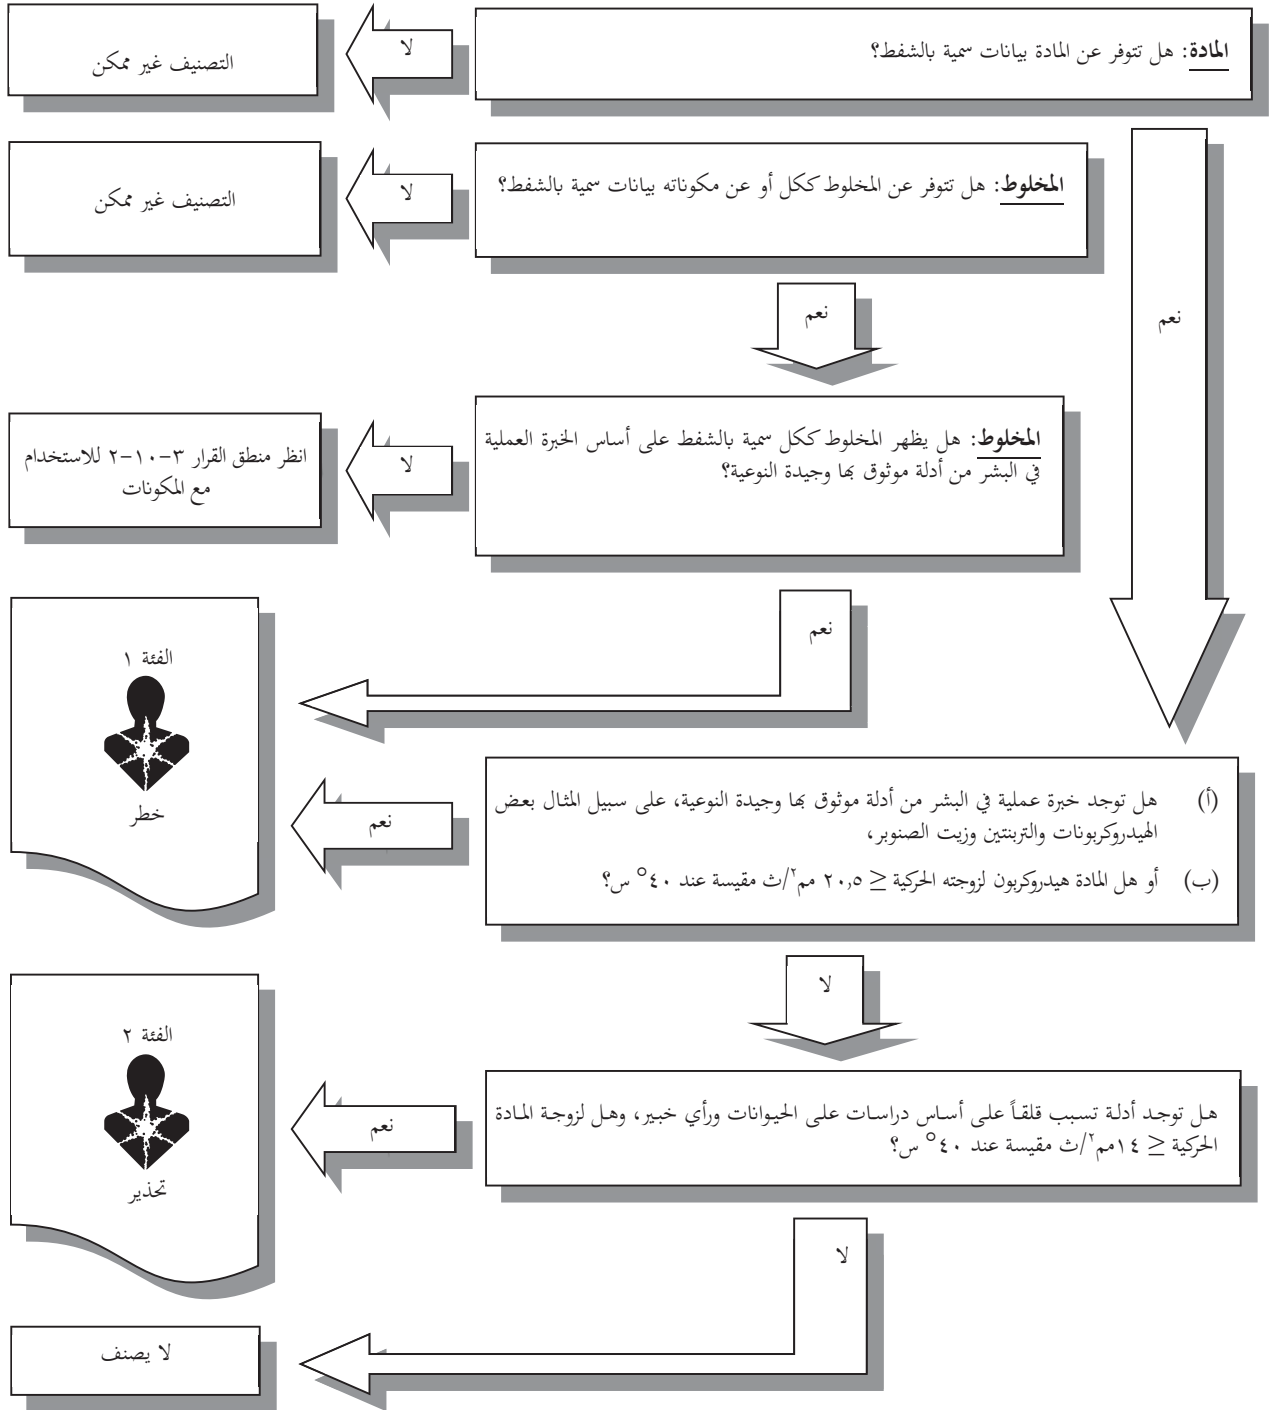 المادة: هل تتوفر عن المادة بيانات سمية بالشفط؟
لا
التصنيف غير ممكن
المخلوط: هل تتوفر عن المخلوط ككل أو عن مكوناته بيانات سمية بالشفط؟
لا
التصنيف غير ممكن
نعم
نعم
المخلوط: هل يظهر المخلوط ككل سمية بالشفط على أساس الخبرة العملية
في البشر من أدلة موثوق بها وجيدة النوعية؟
لا
انظر منطق القرار ٣-١٠-٢ للاستخدام
مع المكونات
نعم
الفئة ١
خطر
(أ) هل توجد خبرة عملية في البشر من أدلة موثوق بها وجيدة النوعية، على سبيل المثال بعض
الهيدروكربونات والتربنتين وزيت الصنوبر،
(ب) أو هل المادة هيدروكربون لزوجته الحركية ≤ ٢٠,٥ مم٢/ث مقيسة عند ٤٠° س؟
نعم
لا
الفئة ٢
تحذير
هل توجد أدلة تسبب قلقاً على أساس دراسات على الحيوانات ورأي خبير، وهل لزوجة المادة
الحركية ≤ ١٤مم٢/ث مقيسة عند ٤٠° س؟
نعم
لا
لا يصنف